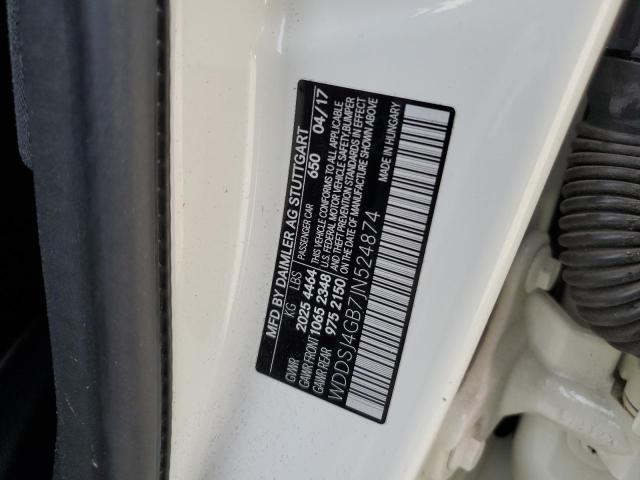 MFD BY DAIMLER AG STUTTGART
KG LBS PASSENGER CAR 650 04/17
GVWR 2025 4464 THIS VEHICLE CONFORMS TO ALL APPLICABLE
GAWR FRONT 1065 2348 U.S. FEDERAL MOTOR VEHICLE SAFETY, BUMPER
GAWR REAR 975 2150 AND THEFT PREVENTION STANDARDS IN EFFECT
ON THE DATE OF MANUFACTURE SHOWN ABOVE
MADE IN HUNGARY
WDDSJ4GB7JN524874